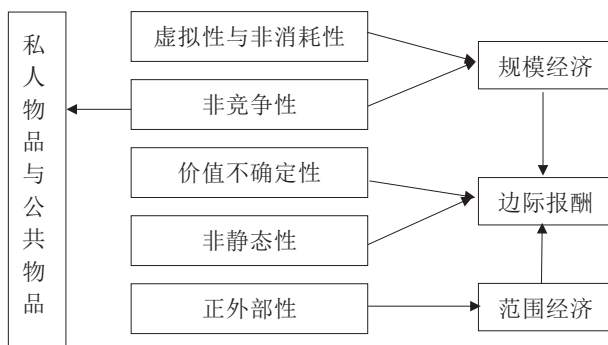 私人物品与公共物品
虚拟性与非消耗性
非竞争性
价值不确定性
非静态性
正外部性
规模经济
边际报酬
范围经济